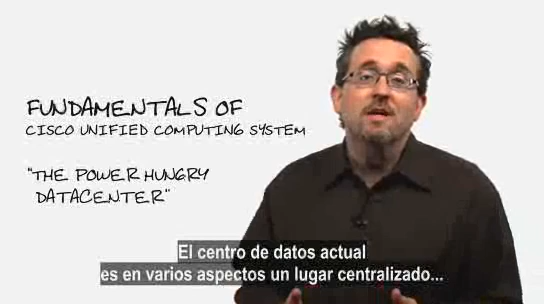 FUNDAMENTALS OF
CISCO UNIFIED COMPUTING SYSTEM
"THE POWER HUNGRY
DATACENTER"
El centro de datos actual
es en varios aspectos un lugar centralizado...